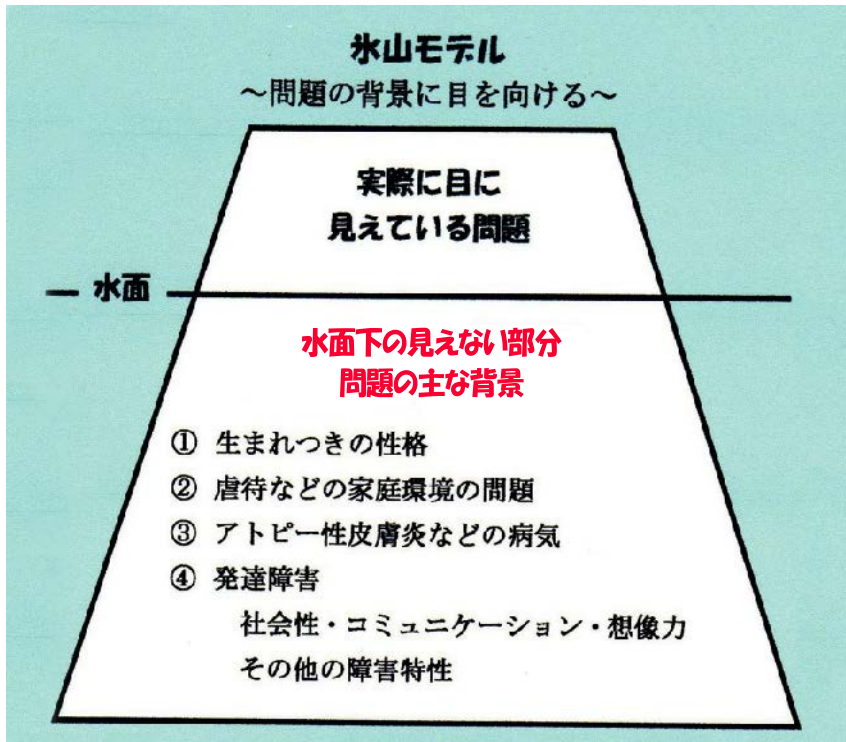 氷山モデル
～問題の背景に目を向ける～
実際に目に
見えている問題
水面
水面下の見えない部分
問題の主な背景
① 生まれつきの性格
② 虐待などの家庭環境の問題
③ アトピー性皮膚炎などの病気
④ 発達障害
社会性・コミュニケーション・想像力
その他の障害特性